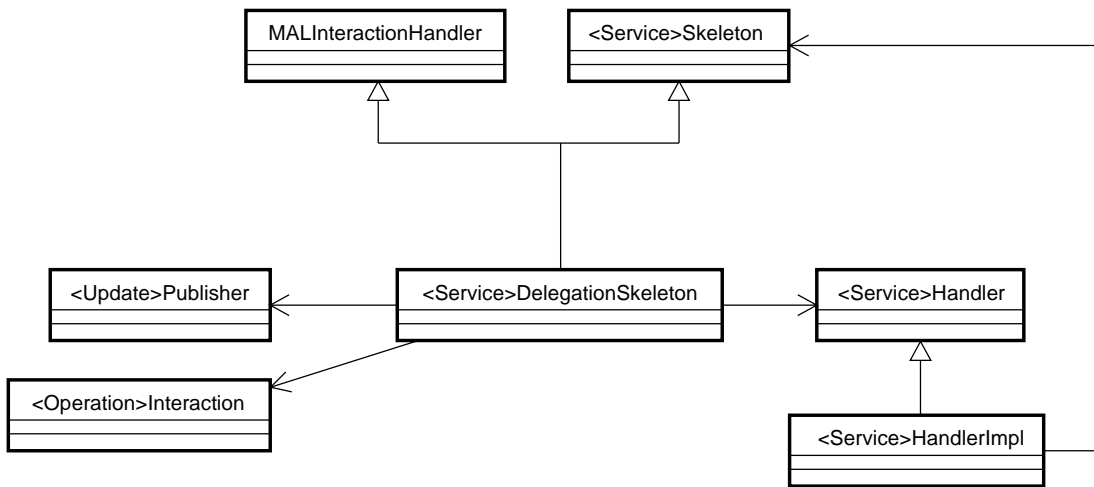 MALInteractionHandler
<Service>Skeleton
<Update>Publisher
<Service>DelegationSkeleton
<Service>Handler
<Operation>Interaction
<Service>HandlerImpl